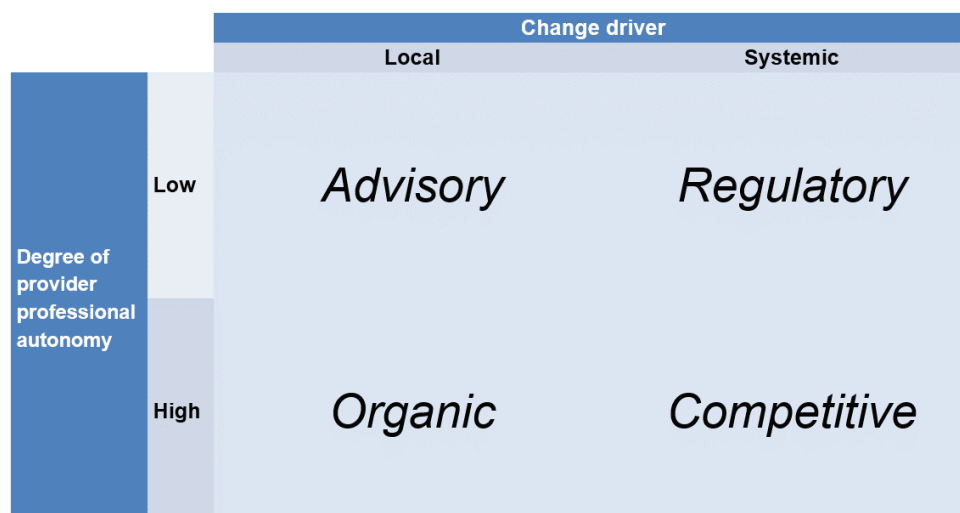 Change driver
Local Systemic
Low Advisory Regulatory
Degree of
provider
professional
autonomy
High Organic Competitive